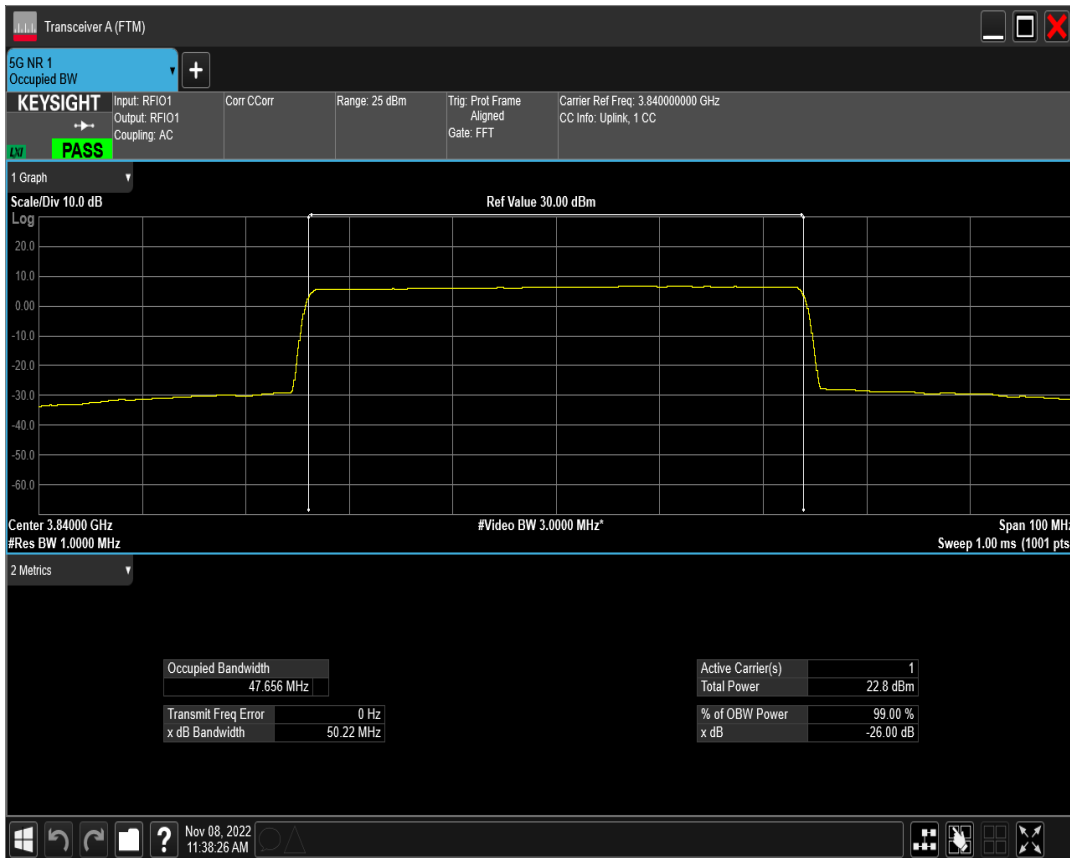 Transceiver A (FTM)
5G NR 1
Occupied BW
+
KEYSIGHT
LXI
PASS
Input: RFIO1
Output: RFIO1
Coupling: AC
Corr CCorr
Range: 25 dBm
Trig: Prot Frame
Aligned
Gate: FFT
Carrier Ref Freq: 3.840000000 GHz
CC Info: Uplink, 1 CC
1 Graph
Scale/Div 10.0 dB
Ref Value 30.00 dBm
Log
20.0
10.0
0.00
-10.0
-20.0
-30.0
-40.0
-50.0
-60.0
Center 3.84000 GHz
#Video BW 3.0000 MHz*
Span 100 MHz
#Res BW 1.0000 MHz
Sweep 1.00 ms (1001 pts
2 Metrics
Occupied Bandwidth
47.656 MHz
Transmit Freq Error 0 Hz
x dB Bandwidth 50.22 MHz
Active Carrier(s) 1
Total Power 22.8 dBm
% of OBW Power 99.00 %
x dB -26.00 dB
?
Nov 08, 2022
11:38:26 AM